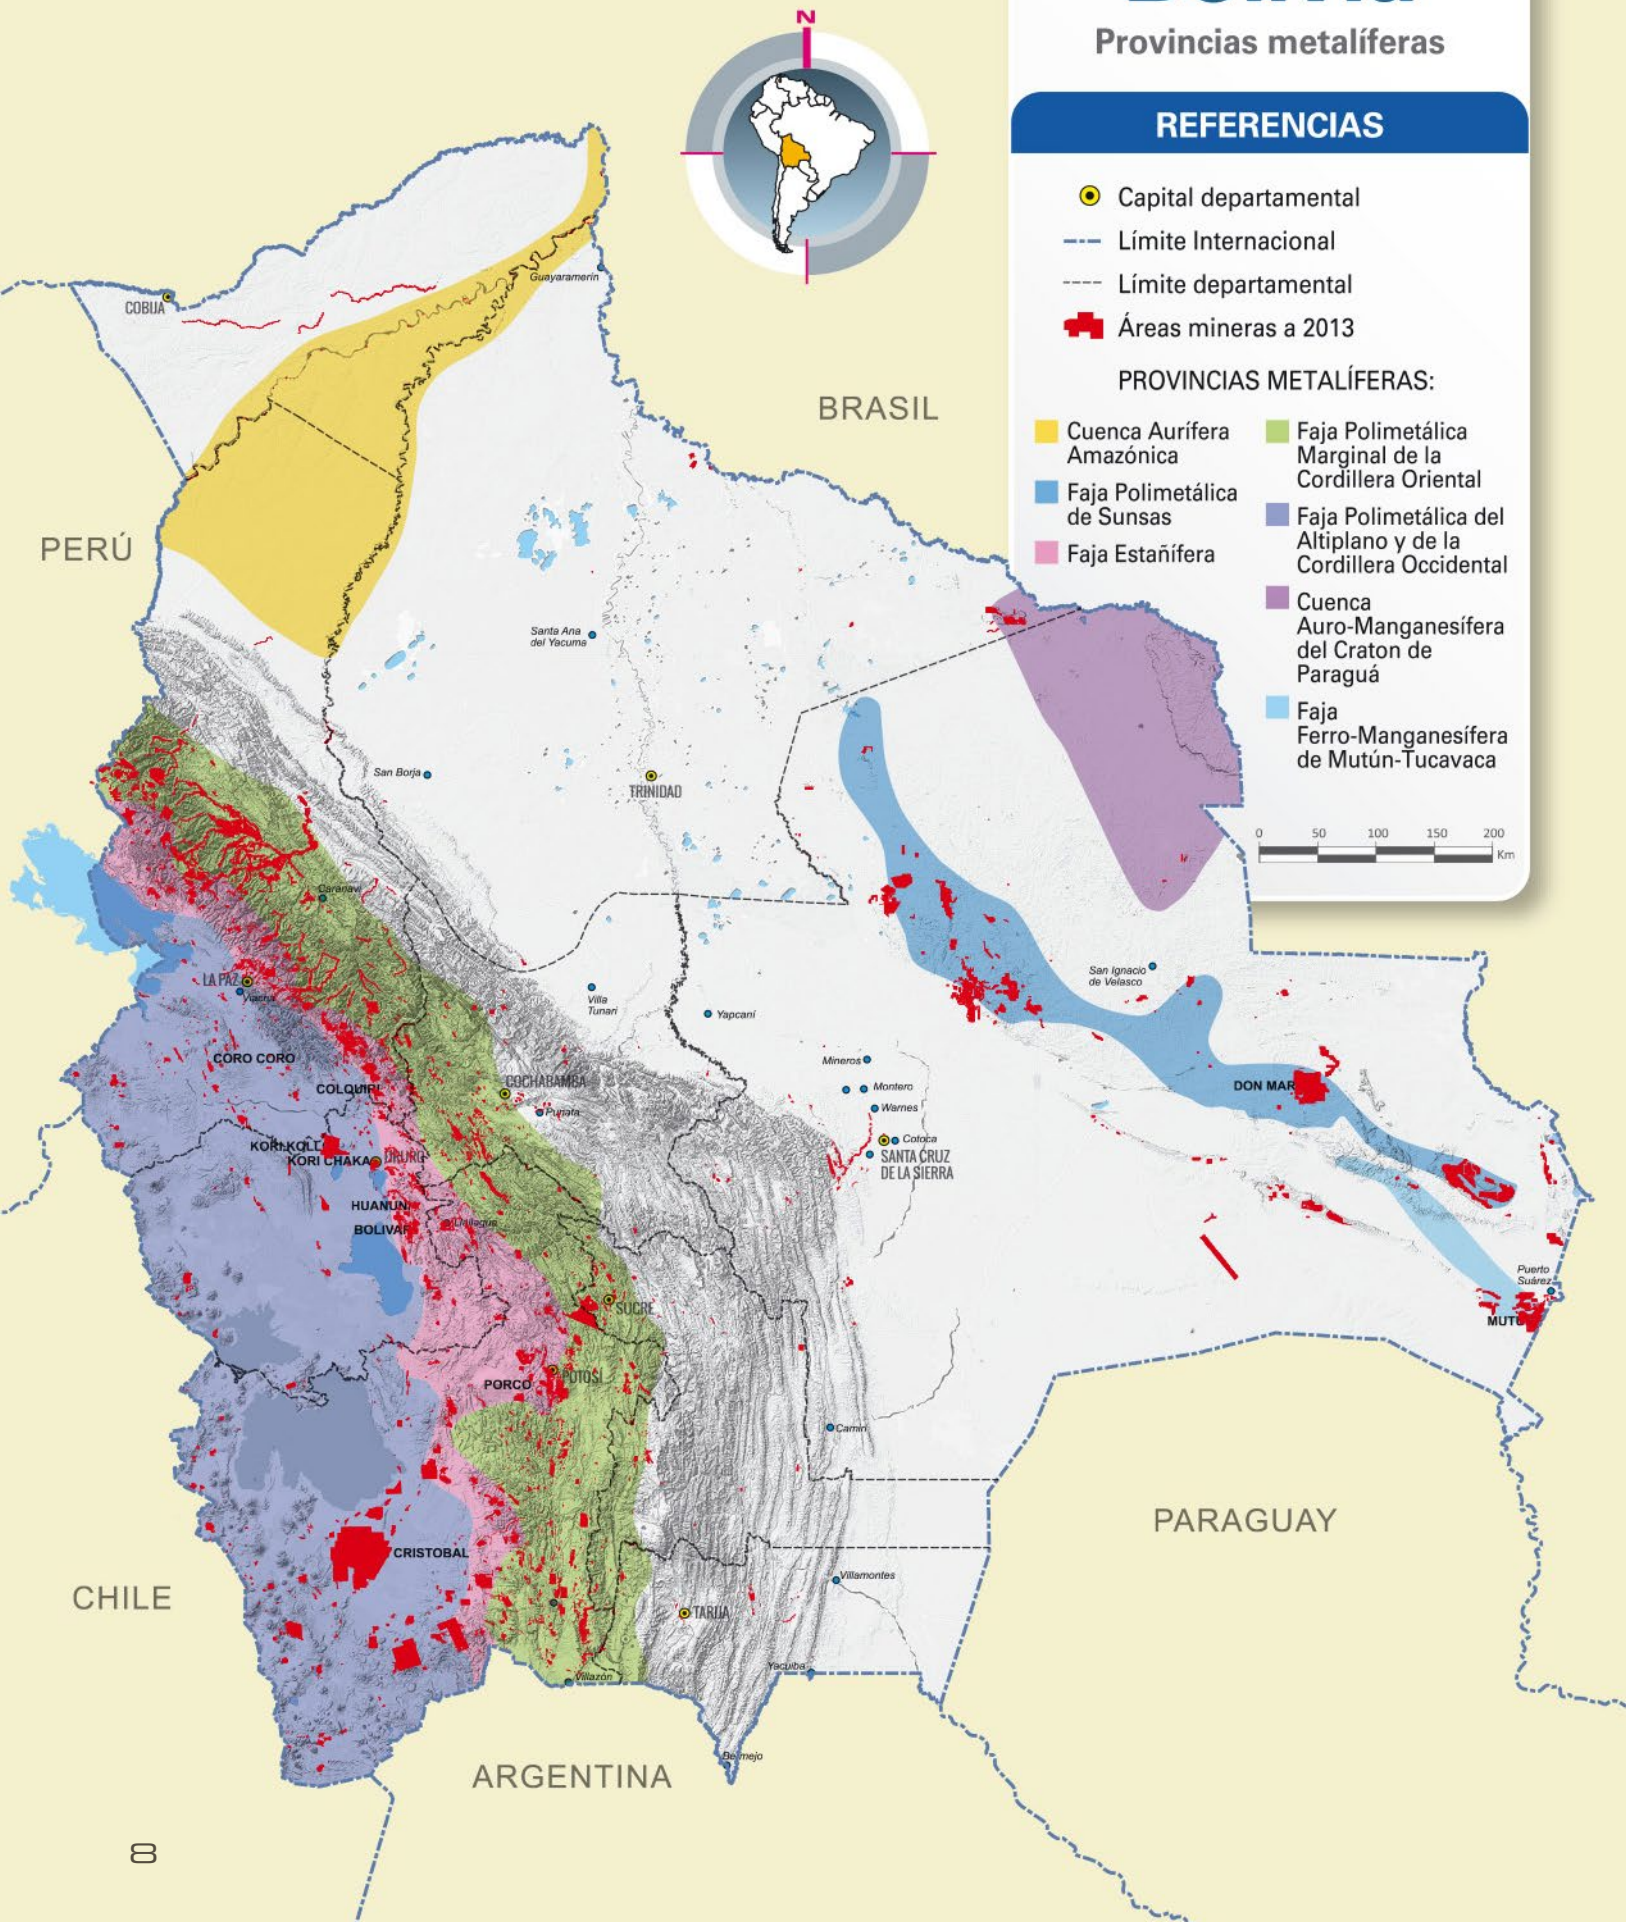 N
Provincias metalíferas
REFERENCIAS
Capital departamental
Límite Internacional
Límite departamental
Áreas mineras a 2013
PROVINCIAS METALÍFERAS:
Cuenca Aurífera
Amazónica
Faja Polimetálica
de Sunsas
Faja Estañífera
Faja Polimetálica
Marginal de la
Cordillera Oriental
Faja Polimetálica del
Altiplano y de la
Cordillera Occidental
Cuenca
Auro-Manganesífera
del Craton de
Paraguá
Faja
Ferro-Manganesífera
de Mutún-Tucavaca
0 50 100 150 200
Km
Guayaramerín
COBIJA
BRASIL
PERÚ
Santa Ana
del Yacuma
San Borja
TRINIDAD
Caranavi
LA PAZ
Viacha
San Ignacio
de Velasco
Villa
Tunari
Yapcaní
CORO CORO
Mineros
COLQUIRI
COCHABAMBA
Montero
DON MAR
Punata
Warnes
KORI KOLL
KORI CHAKA
ORURO
Cotoca
SANTA CRUZ
DE LA SIERRA
HUANUN
Llallagua
BOLIVAR
Puerto
Suárez
SUCRE
MUTU
POTOSÍ
PORCO
Camiri
PARAGUAY
CRISTOBAL
Villamontes
CHILE
TARIJA
Yacuiba
Villazón
Bermejo
ARGENTINA
8